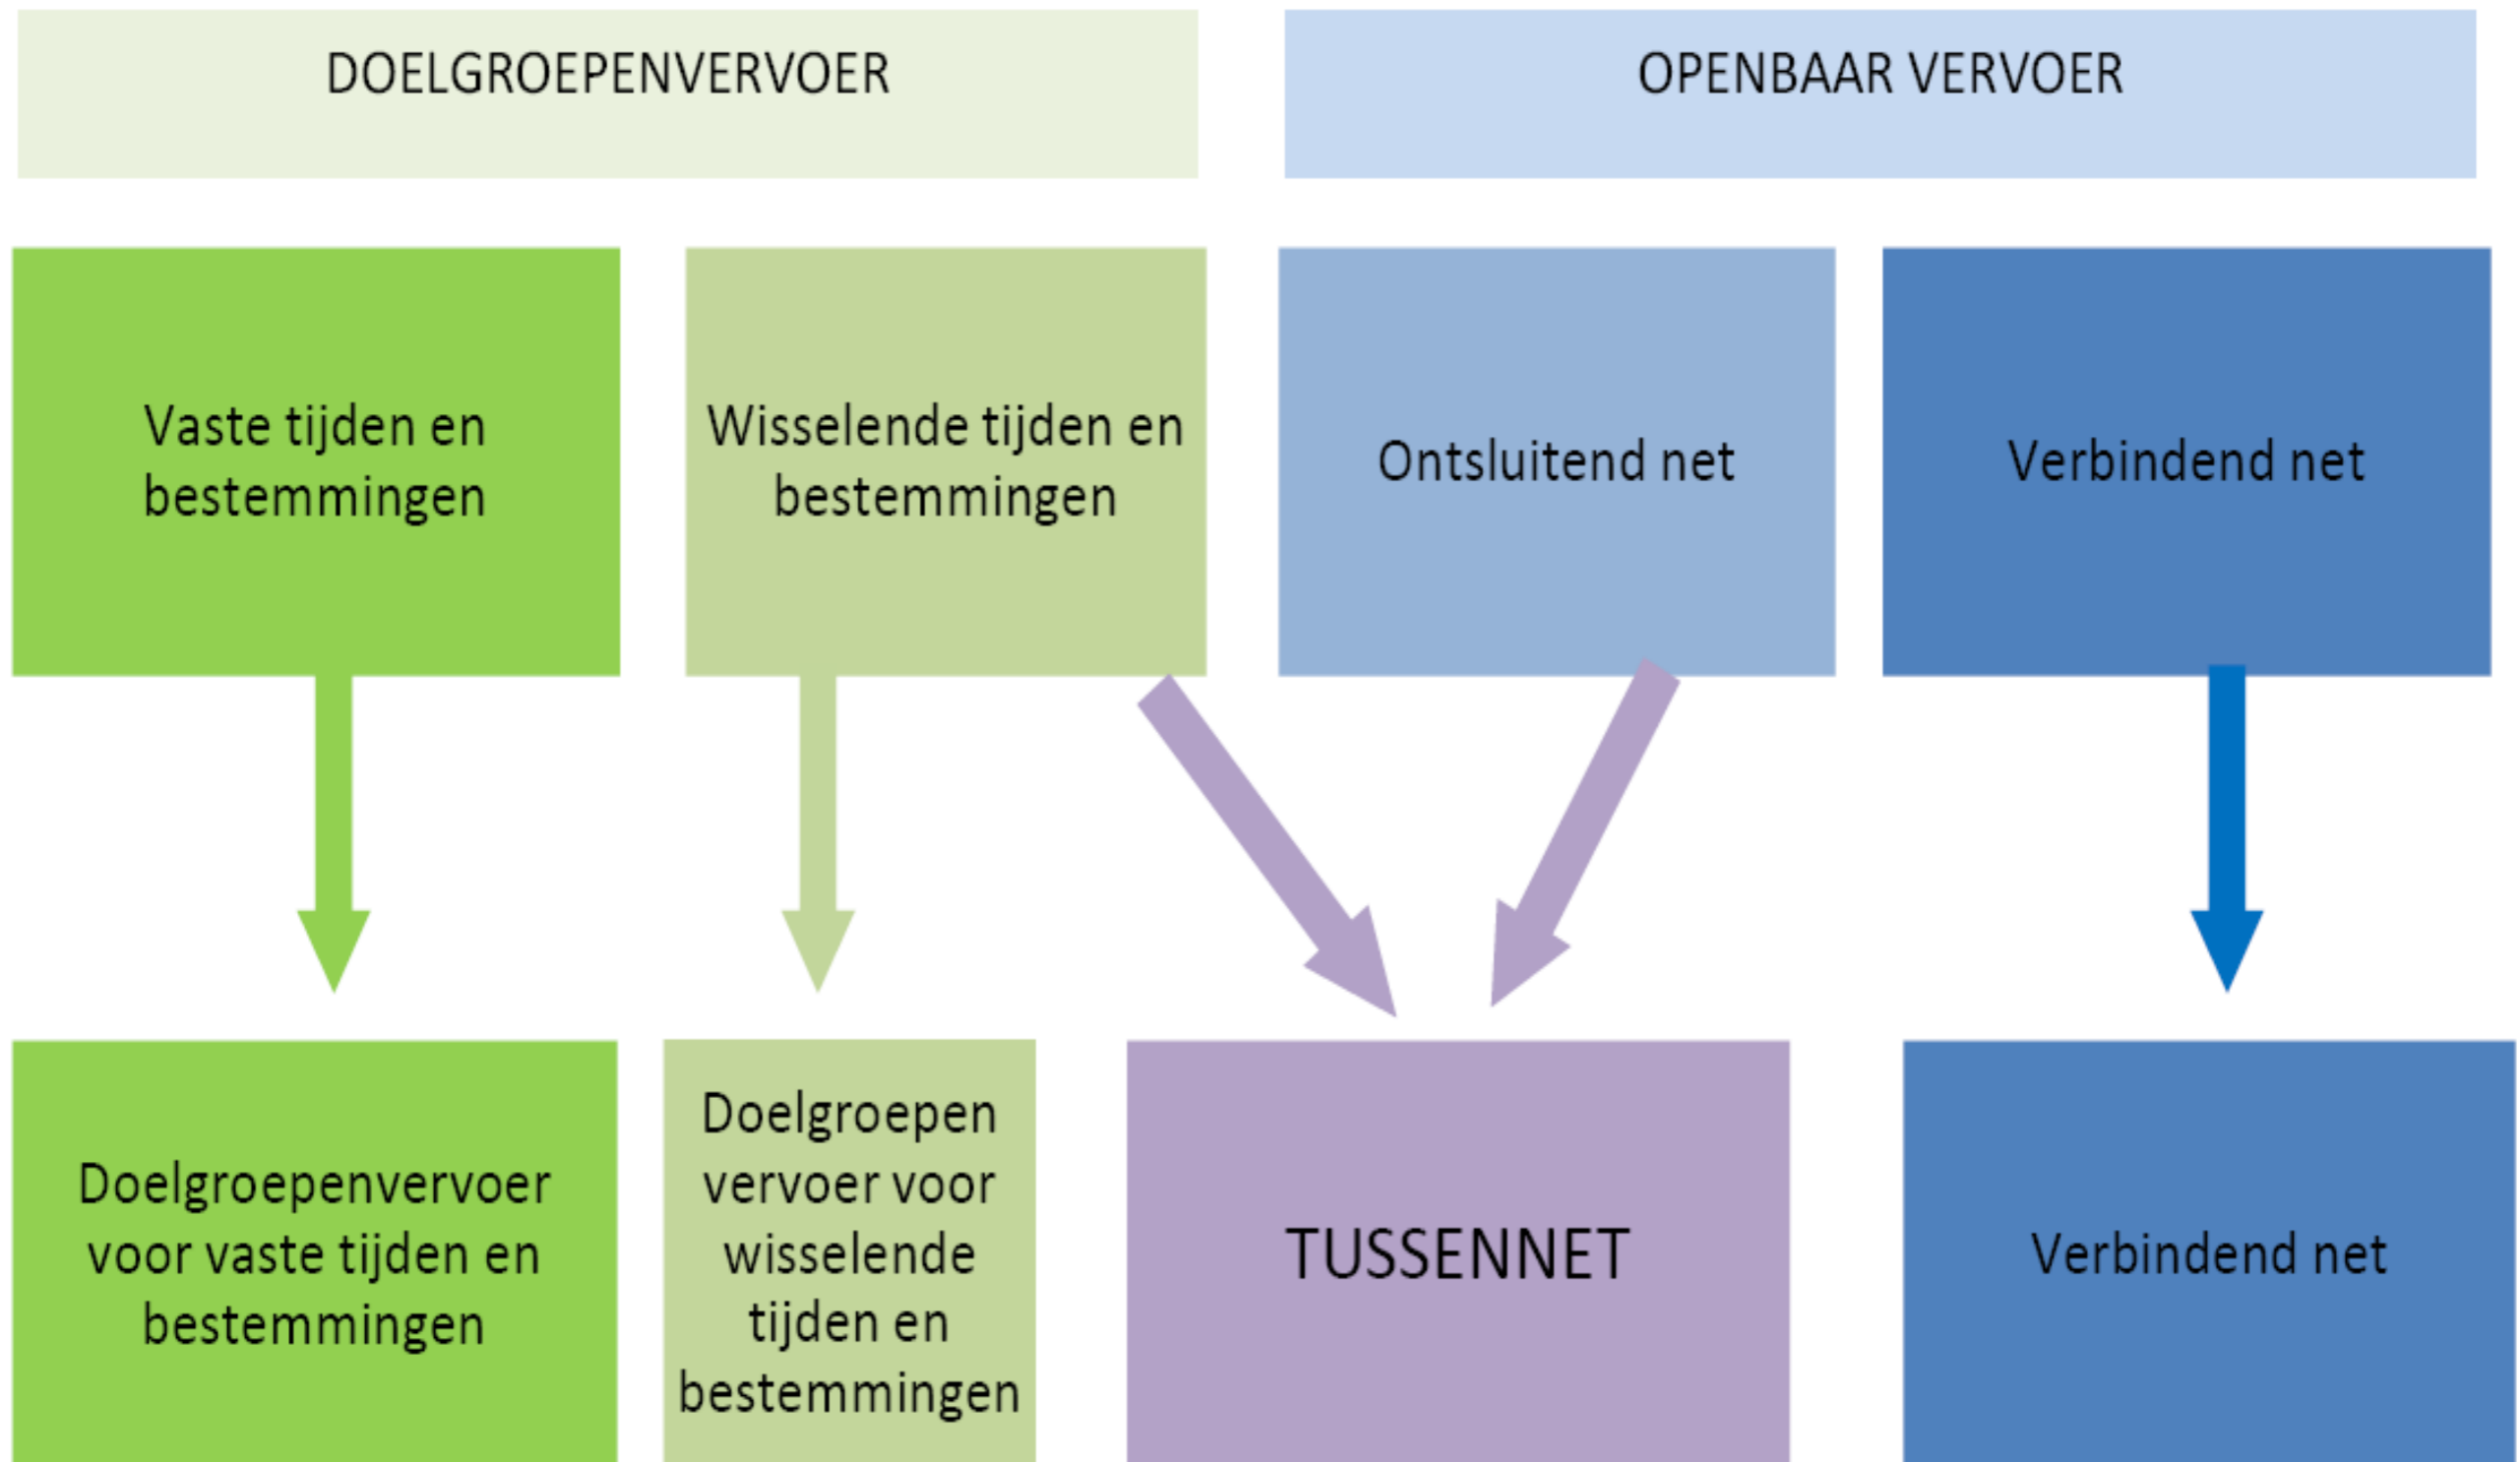 DOELGROEPENVERVOER
OPENBAAR VERVOER
Vaste tijden en
bestemmingen
Wisselende tijden en
bestemmingen
Ontsluitend net
Verbindend net
Doelgroepenvervoer
voor vaste tijden en
bestemmingen
Doelgroepen
vervoer voor
wisselende
tijden en
bestemmingen
TUSSENNET
Verbindend net